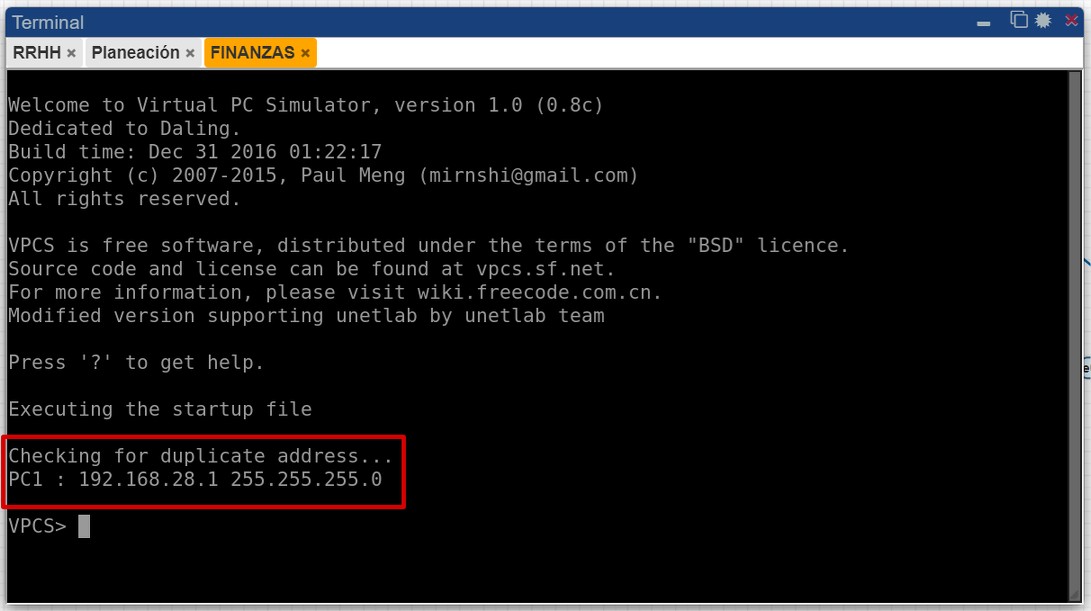 Terminal
RRHH × Planeación × FINANZAS ×
Welcome to Virtual PC Simulator, version 1.0 (0.8c)
Dedicated to Daling.
Build time: Dec 31 2016 01:22:17
Copyright (c) 2007-2015, Paul Meng (mirnshi@gmail.com)
All rights reserved.
VPCS is free software, distributed under the terms of the "BSD" licence.
Source code and license can be found at vpcs.sf.net.
For more information, please visit wiki.freecode.com.cn.
Modified version supporting unetlab by unetlab team
Press '?' to get help.
Executing the startup file
Checking for duplicate address...
PC1 : 192.168.28.1 255.255.255.0
VPCS>